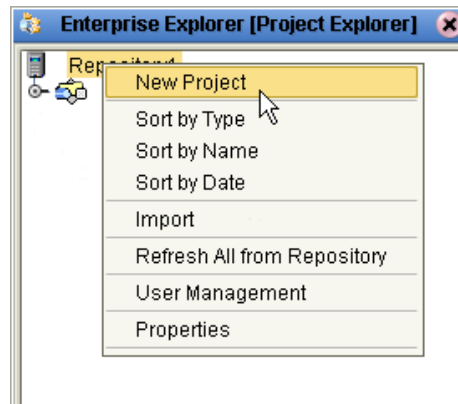 Enterprise Explorer [Project Explorer]
New Project
Sort by Type
Sort by Name
Sort by Date
Import
Refresh All from Repository
User Management
Properties